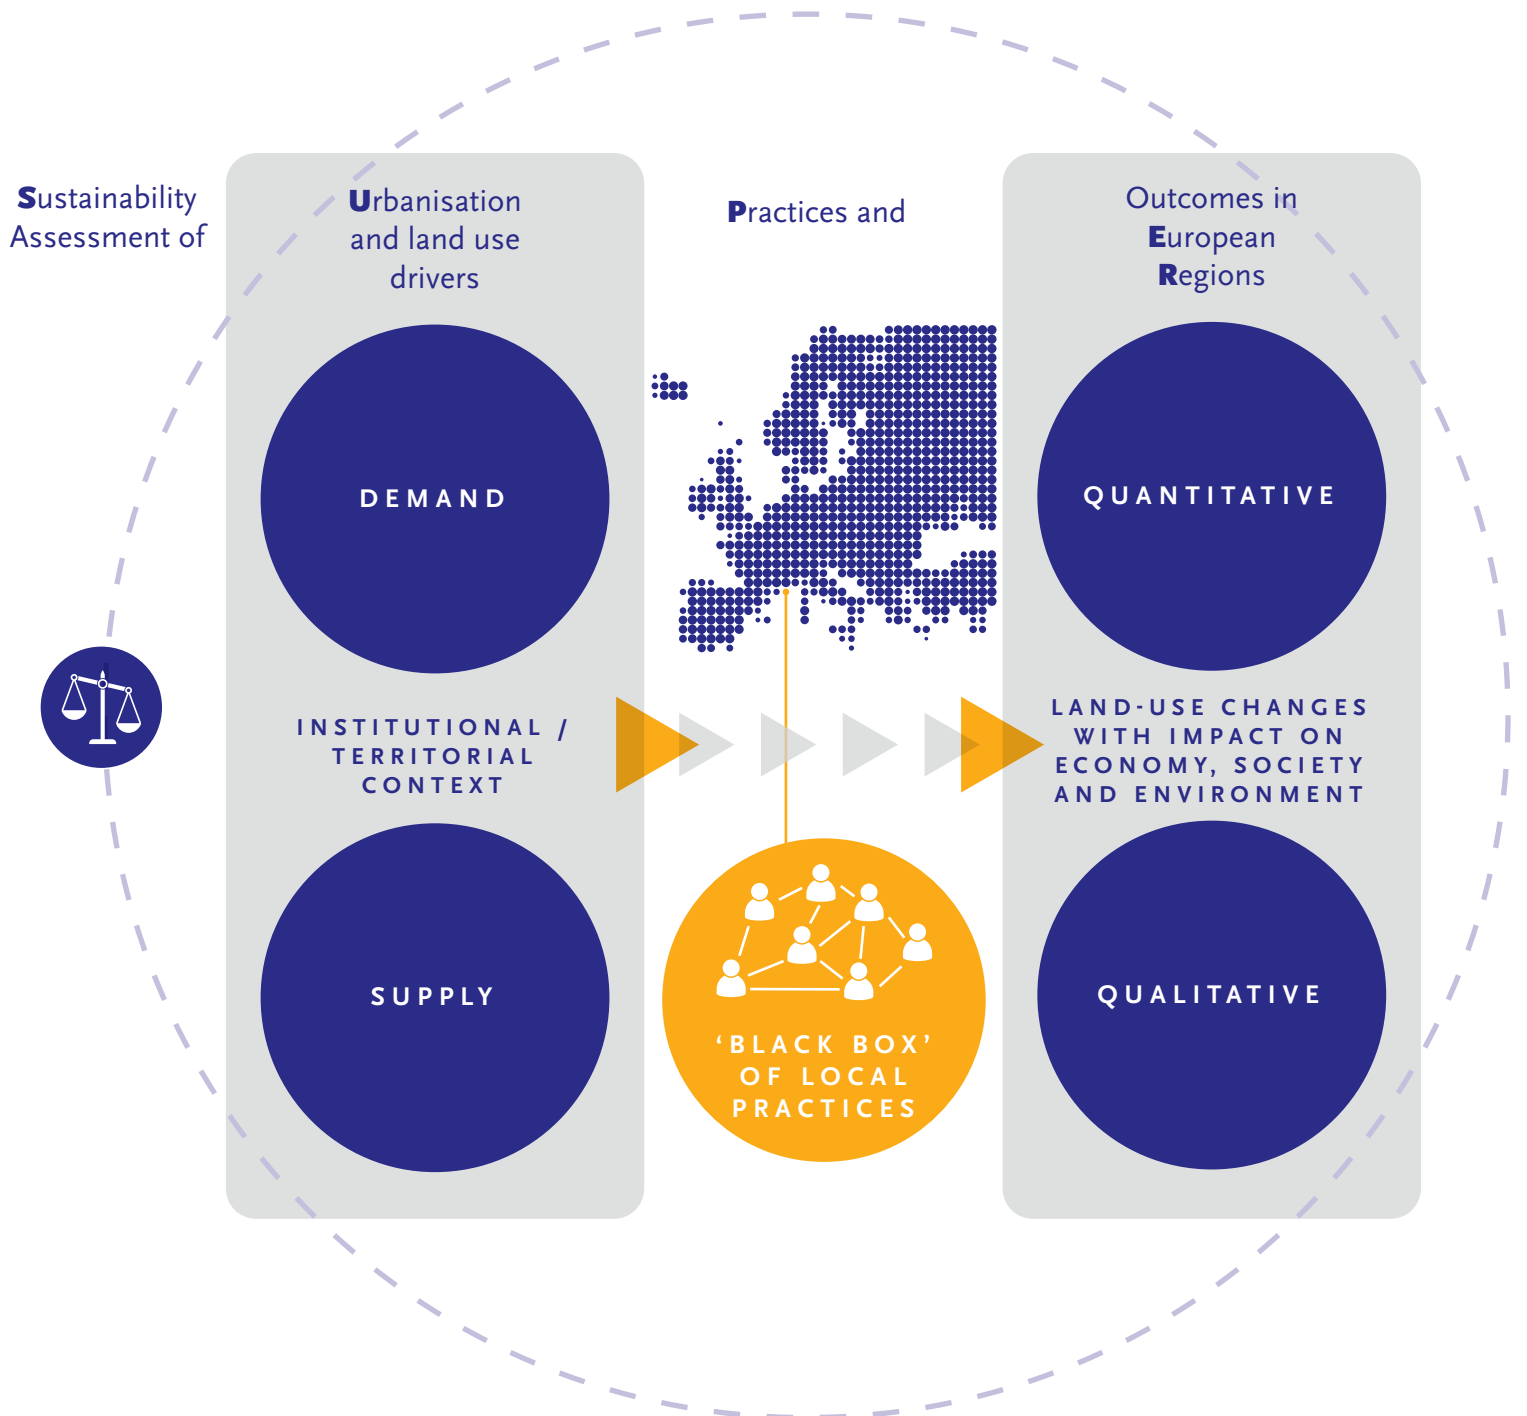 Sustainability
Assessment of
Urbanisation
and land use
drivers
Practices and
Outcomes in
European
Regions
DEMAND
INSTITUTIONAL /
TERRITORIAL
CONTEXT
SUPPLY
‘BLACK BOX’
OF LOCAL
PRACTICES
QUANTITATIVE
LAND-USE CHANGES
WITH IMPACT ON
ECONOMY, SOCIETY
AND ENVIRONMENT
QUALITATIVE